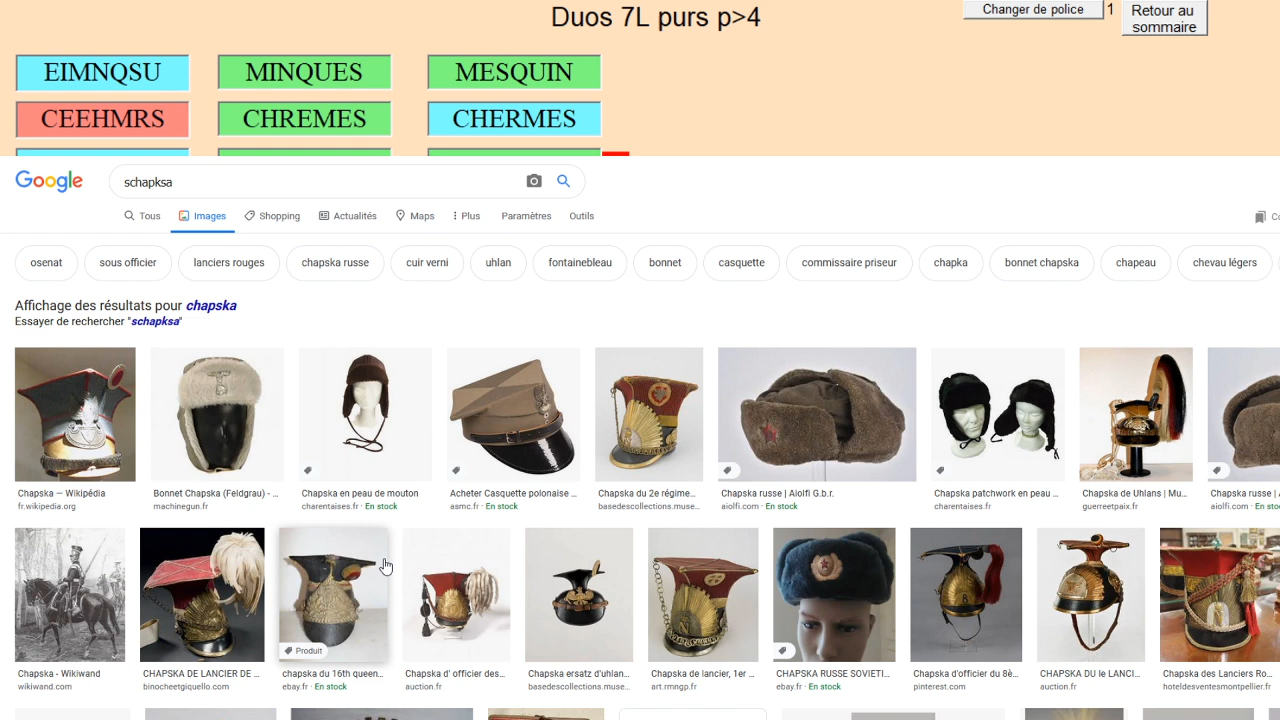 Duos 7L purs p>4
Changer de police 1
Retour au
sommaire
EIMNQSU MINQUES MESQUIN
CEEHMRS CHREMES CHERMES
Google
schapksa
Tous Images Shopping Actualités Maps Plus Paramètres Outils
osenat sous officier lanciers rouges chapska russe cuir verni uhlan fontainebleau bonnet casquette commissaire priseur chapka bonnet chapska chapeau chevau légers
Affichage des résultats pour chapska
Essayer de rechercher "schapksa"
Chapska — Wikipédia Bonnet Chapska (Feldgrau) - ... Chapska en peau de mouton Acheter Casquette polonaise ... Chapska du 2e régime... Chapska russe | Aiolfi G.b.r. Chapska patchwork en peau ... Chapska de Uhlans | Mu... Chapska russe | A
fr.wikipedia.org machinegun.fr charentaises.fr · En stock asmc.fr · En stock basedescollections.muse... aiolfi.com · En stock charentaises.fr guerreetpaix.fr aiolfi.com · En sto
Produit
Chapska - Wikiwand CHAPSKA DE LANCIER DE ... chapska du 16th queen... Chapska d' officier des... Chapska ersatz d'uhlan... Chapska de lancier, 1er ... CHAPSKA RUSSE SOVIETI... Chapska d'officier du 8è... CHAPSKA DU le LANCI... Chapska des Lanciers Ro...
wikiwand.com binocheetgiquello.com ebay.fr · En stock auction.fr basedescollections.muse... art.rmngp.fr ebay.fr · En stock pinterest.com auction.fr hoteldesventesmontpellier.fr